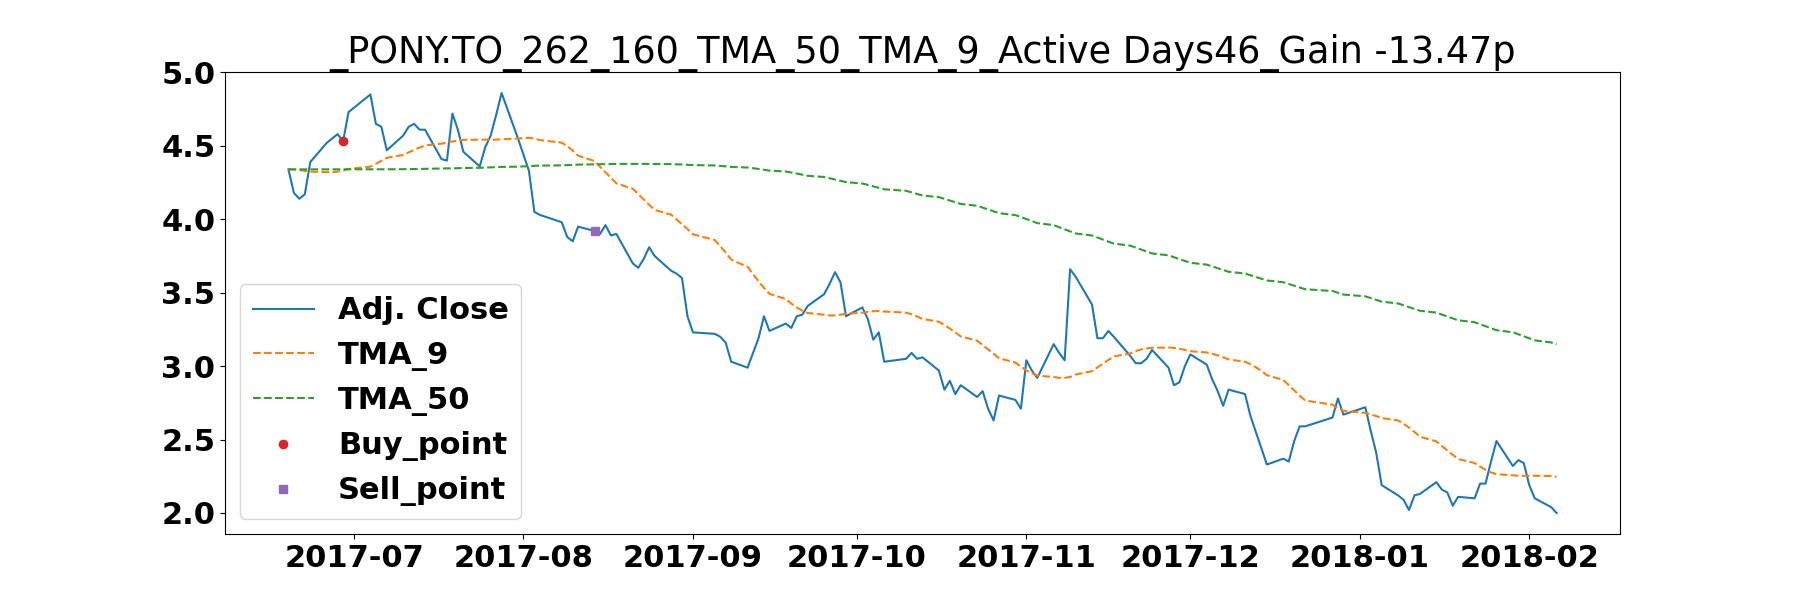 _PONY.TO_262_160_TMA_50_TMA_9_Active Days46_Gain -13.47p
5.0
4.5
4.0
3.5
3.0
2.5
2.0
Adj. Close
TMA_9
TMA_50
Buy_point
Sell_point
2017-07 2017-08 2017-09 2017-10 2017-11 2017-12 2018-01 2018-02